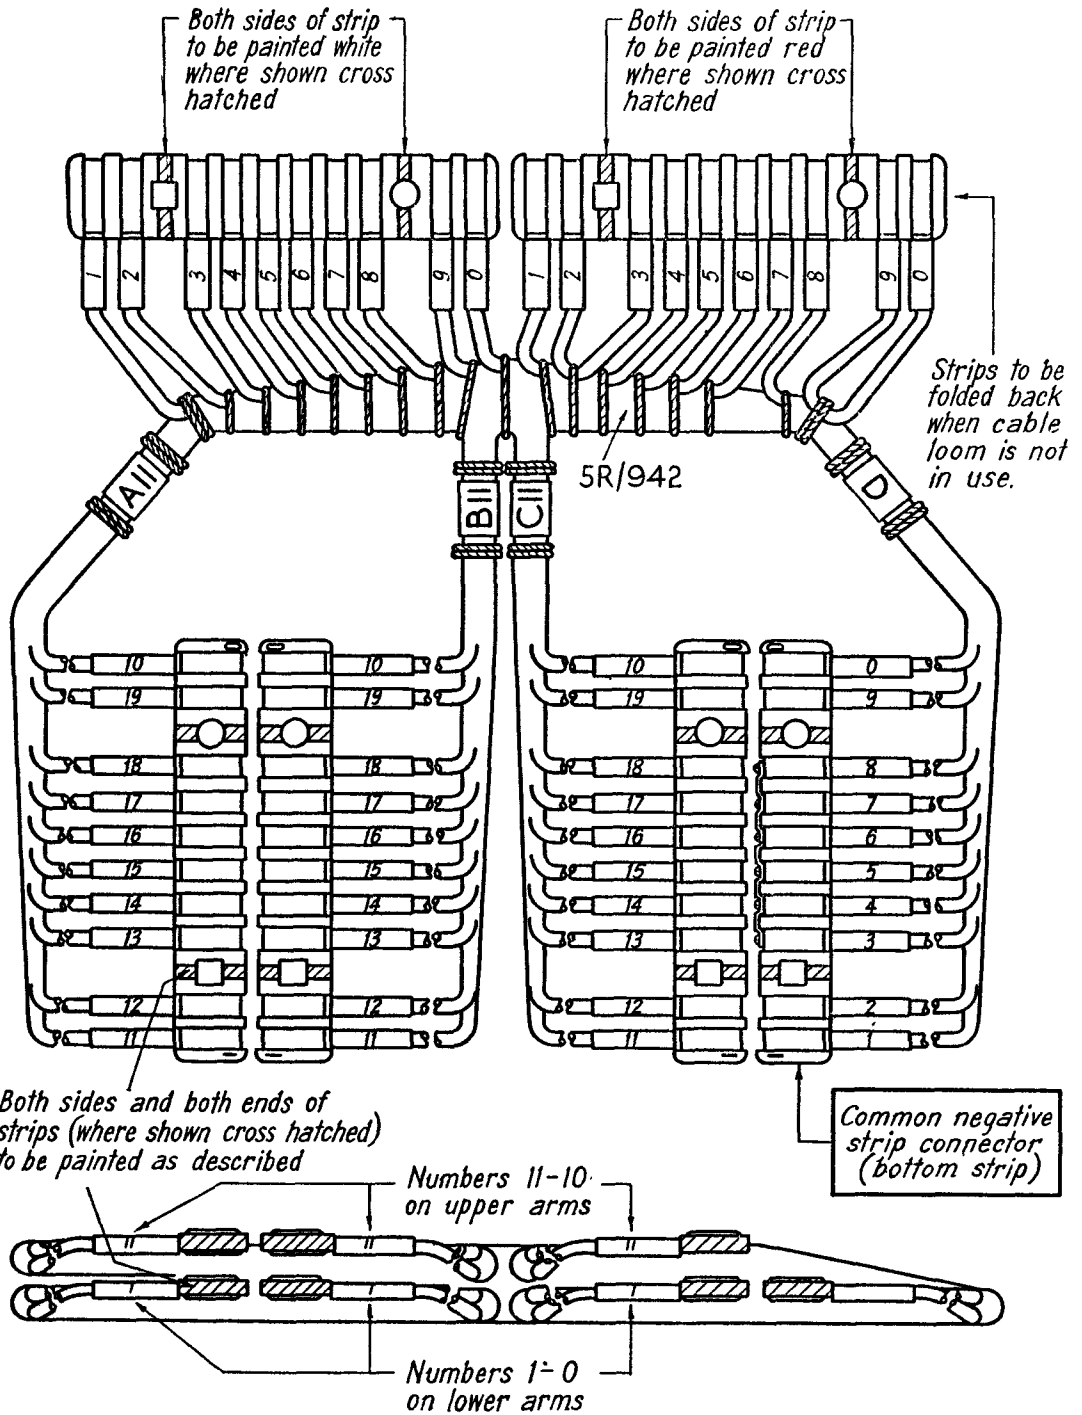 Both sides of strip
to be painted white
where shown cross
hatched
Both sides of strip
to be painted red
where shown cross
hatched
1 2 3 4 5 6 7 8 9 0 1 2 3 4 5 6 7 8 9 0
Strips to be
folded back
when cable
loom is not
in use.
5R/942
A111
B11
C11
D
10 10 10 0
19 19 19 9
18 18 18 8
17 17 17 7
16 16 16 6
15 15 15 5
14 14 14 4
13 13 13 3
12 12 12 2
11 11 11 1
Both sides and both ends of
strips (where shown cross hatched)
to be painted as described
Common negative
strip connector
(bottom strip)
Numbers 11-10
on upper arms
11 11 11
1 1 1
Numbers 1-0
on lower arms